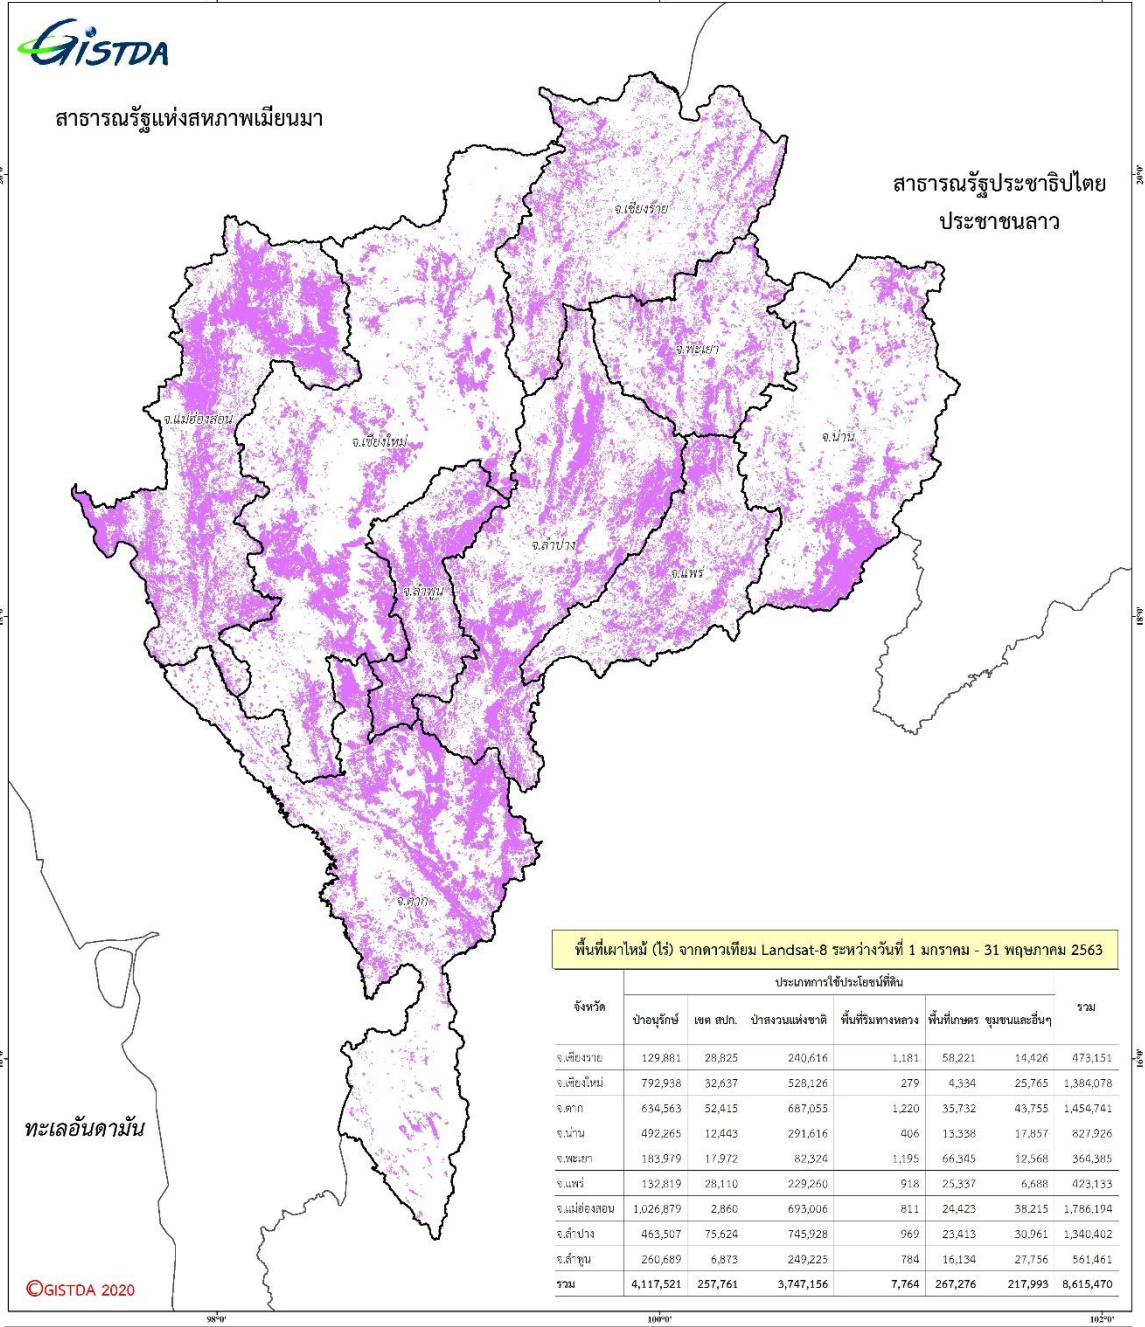 GISTDA
สาธารณรัฐแห่งสหภาพเมียนมา
สาธารณรัฐประชาธิปไตย
ประชาชนลาว
20°0'
20°0'
จ.เชียงราย
จ.พะเยา
จ.แม่ฮ่องสอน
จ.เชียงใหม่
จ.น่าน
จ.ลำปาง
จ.แพร่
จ.ลำพูน
18°0'
18°0'
จ.ตาก
ทะเลอันดามัน
พื้นที่เผาไหม้ (ไร่) จากดาวเทียม Landsat-8 ระหว่างวันที่ 1 มกราคม - 31 พฤษภาคม 2563
จังหวัด ประเภทการใช้ประโยชน์ที่ดิน รวม
ป่าอนุรักษ์ เขต สปก. ป่าสงวนแห่งชาติ พื้นที่ริมทางหลวง พื้นที่เกษตร ชุมชนและอื่นๆ
จ.เชียงราย 129,881 28,825 240,616 1,181 58,221 14,426 473,151
จ.เชียงใหม่ 792,938 32,637 528,126 279 4,334 25,765 1,384,078
จ.ตาก 634,563 52,415 687,055 1,220 35,732 43,755 1,454,741
จ.น่าน 492,265 12,443 291,616 406 13,338 17,857 827,926
จ.พะเยา 183,979 17,972 82,324 1,195 66,345 12,568 364,385
จ.แพร่ 132,819 28,110 229,260 918 25,337 6,688 423,133
จ.แม่ฮ่องสอน 1,026,879 2,860 693,006 811 24,423 38,215 1,786,194
จ.ลำปาง 463,507 75,624 745,928 969 23,413 30,961 1,340,402
จ.ลำพูน 260,689 6,873 249,225 784 16,134 27,756 561,461
รวม 4,117,521 257,761 3,747,156 7,764 267,276 217,993 8,615,470
16°0'
16°0'
©GISTDA 2020
98°0'
100°0'
102°0'